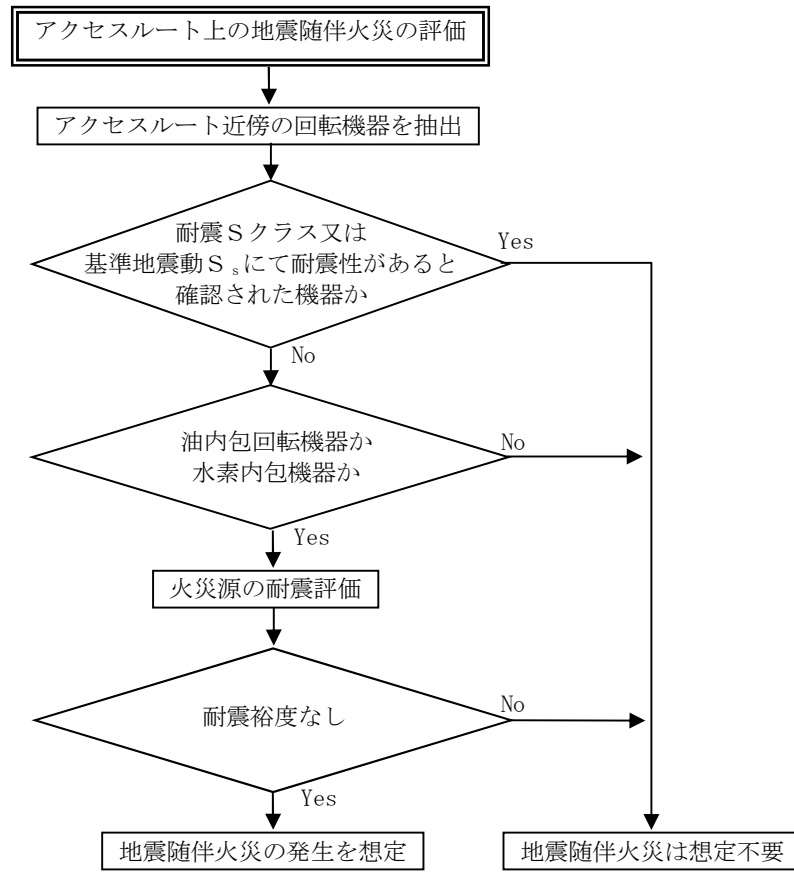 アクセスルート上の地震随伴火災の評価
アクセスルート近傍の回転機器を抽出
耐震Ｓクラス又は
基準地震動Ｓｓにて耐震性があると
確認された機器か
Yes
No
油内包回転機器か
水素内包機器か
No
Yes
火災源の耐震評価
耐震裕度なし
No
Yes
地震随伴火災の発生を想定
地震随伴火災は想定不要